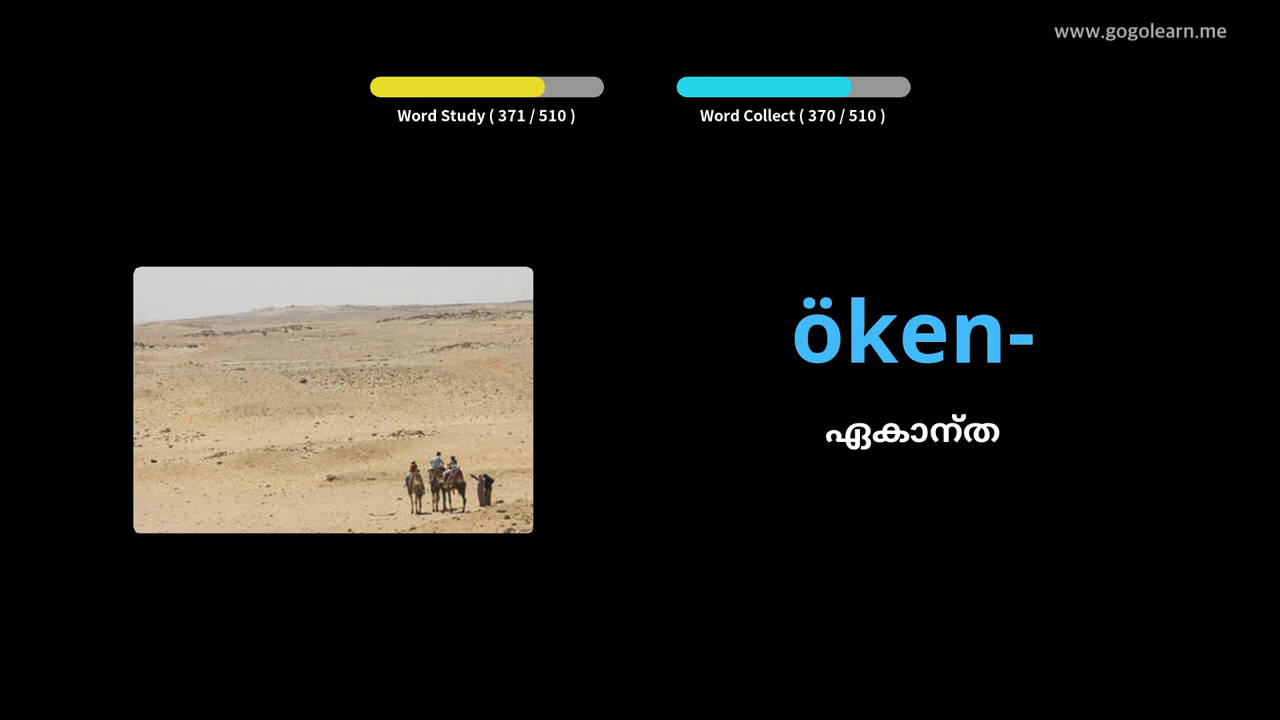 www.gogolearn.me
Word Study ( 371 / 510 )
Word Collect ( 370 / 510 )
öken-
ഏകാന്ത